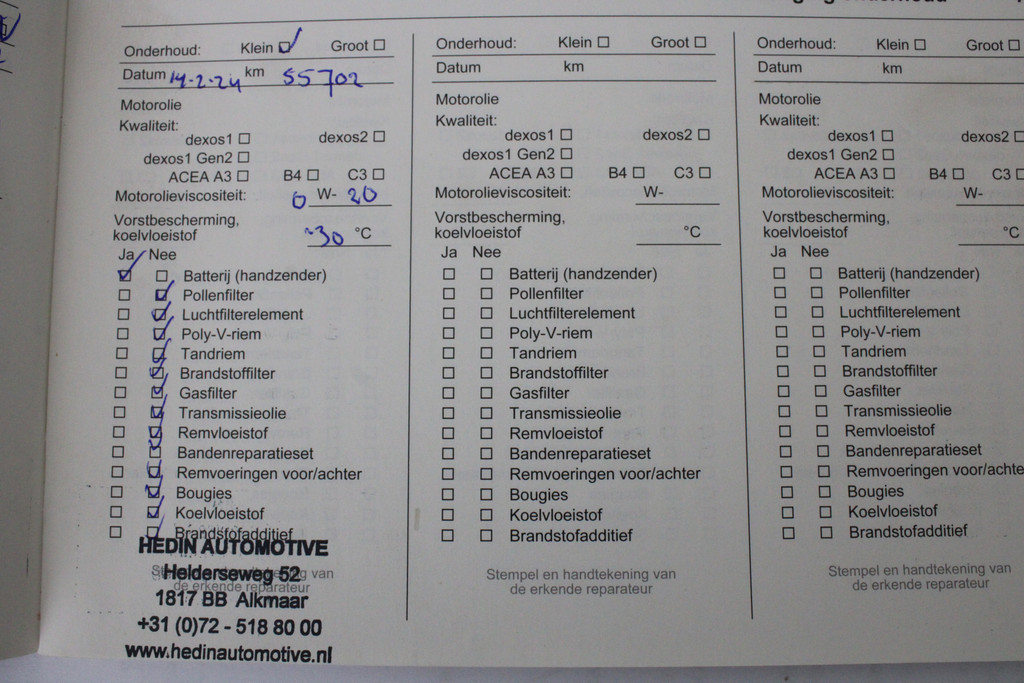 Onderhoud: Klein ☑ Groot ☐
Datum 14-2-24 km 55702
Motorolie
Kwaliteit:
dexos1 ☐ dexos2 ☐
dexos1 Gen2 ☐
ACEA A3 ☐ B4 ☐ C3 ☐
Motorolieviscositeit: 0 W- 20
Vorstbescherming,
koelvloeistof -30 °C
Ja Nee
☑ ☐ Batterij (handzender)
☐ ☑ Pollenfilter
☐ ☑ Luchtfilterelement
☐ ☑ Poly-V-riem
☐ ☑ Tandriem
☐ ☑ Brandstoffilter
☐ ☑ Gasfilter
☐ ☑ Transmissieolie
☐ ☑ Remvloeistof
☐ ☐ Bandenreparatieset
☐ ☑ Remvoeringen voor/achter
☐ ☑ Bougies
☐ ☑ Koelvloeistof
☐ ☑ Brandstofadditief
HEDIN AUTOMOTIVE
Helderseweg 52
de erkende reparateur
1817 BB Alkmaar
+31 (0)72 - 518 80 00
www.hedinautomotive.nl
Onderhoud: Klein ☐ Groot ☐
Datum km
Motorolie
Kwaliteit:
dexos1 ☐ dexos2 ☐
dexos1 Gen2 ☐
ACEA A3 ☐ B4 ☐ C3 ☐
Motorolieviscositeit: W-
Vorstbescherming,
koelvloeistof °C
Ja Nee
☐ ☐ Batterij (handzender)
☐ ☐ Pollenfilter
☐ ☐ Luchtfilterelement
☐ ☐ Poly-V-riem
☐ ☐ Tandriem
☐ ☐ Brandstoffilter
☐ ☐ Gasfilter
☐ ☐ Transmissieolie
☐ ☐ Remvloeistof
☐ ☐ Bandenreparatieset
☐ ☐ Remvoeringen voor/achter
☐ ☐ Bougies
☐ ☐ Koelvloeistof
☐ ☐ Brandstofadditief
Stempel en handtekening van
de erkende reparateur
Onderhoud: Klein ☐ Groot ☐
Datum km
Motorolie
Kwaliteit:
dexos1 ☐ dexos2 ☐
dexos1 Gen2 ☐
ACEA A3 ☐ B4 ☐ C3 ☐
Motorolieviscositeit: W-
Vorstbescherming,
koelvloeistof °C
Ja Nee
☐ ☐ Batterij (handzender)
☐ ☐ Pollenfilter
☐ ☐ Luchtfilterelement
☐ ☐ Poly-V-riem
☐ ☐ Tandriem
☐ ☐ Brandstoffilter
☐ ☐ Gasfilter
☐ ☐ Transmissieolie
☐ ☐ Remvloeistof
☐ ☐ Bandenreparatieset
☐ ☐ Remvoeringen voor/achte
☐ ☐ Bougies
☐ ☐ Koelvloeistof
☐ ☐ Brandstofadditief
Stempel en handtekening van
de erkende reparateur